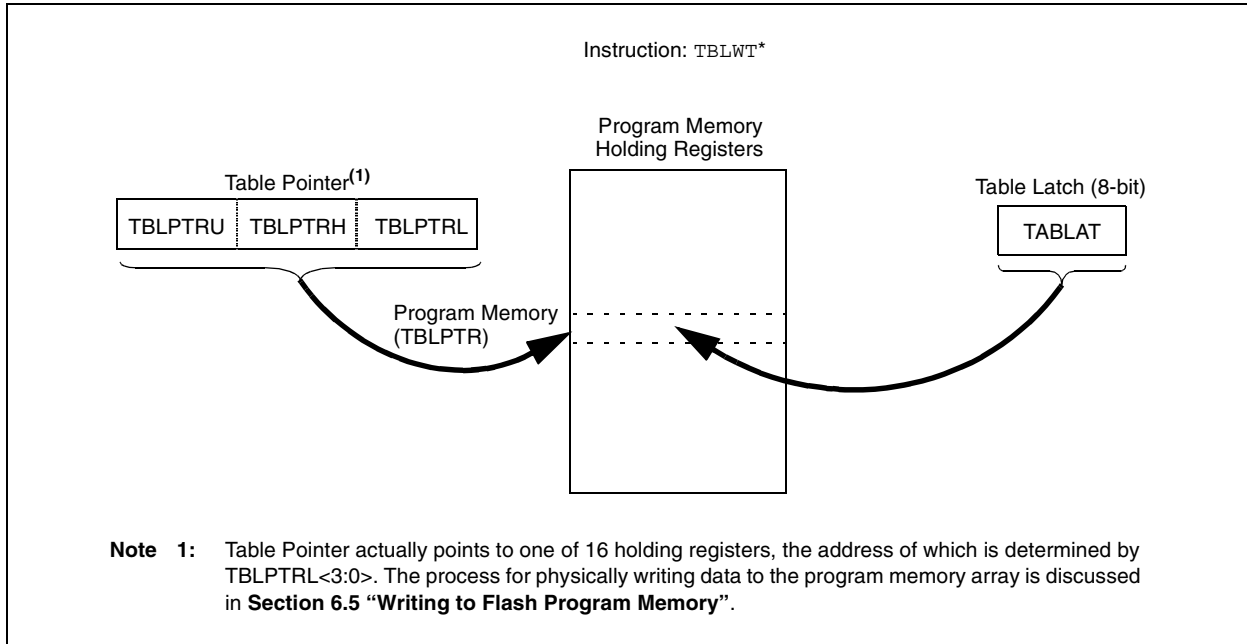 Instruction: TBLWT*
Program Memory
Holding Registers
Table Pointer(1)
Table Latch (8-bit)
TBLPTRU TBLPTRH TBLPTRL
TABLAT
Program Memory
(TBLPTR)
Note 1: Table Pointer actually points to one of 16 holding registers, the address of which is determined by
TBLPTRL<3:0>. The process for physically writing data to the program memory array is discussed
in Section 6.5 “Writing to Flash Program Memory”.